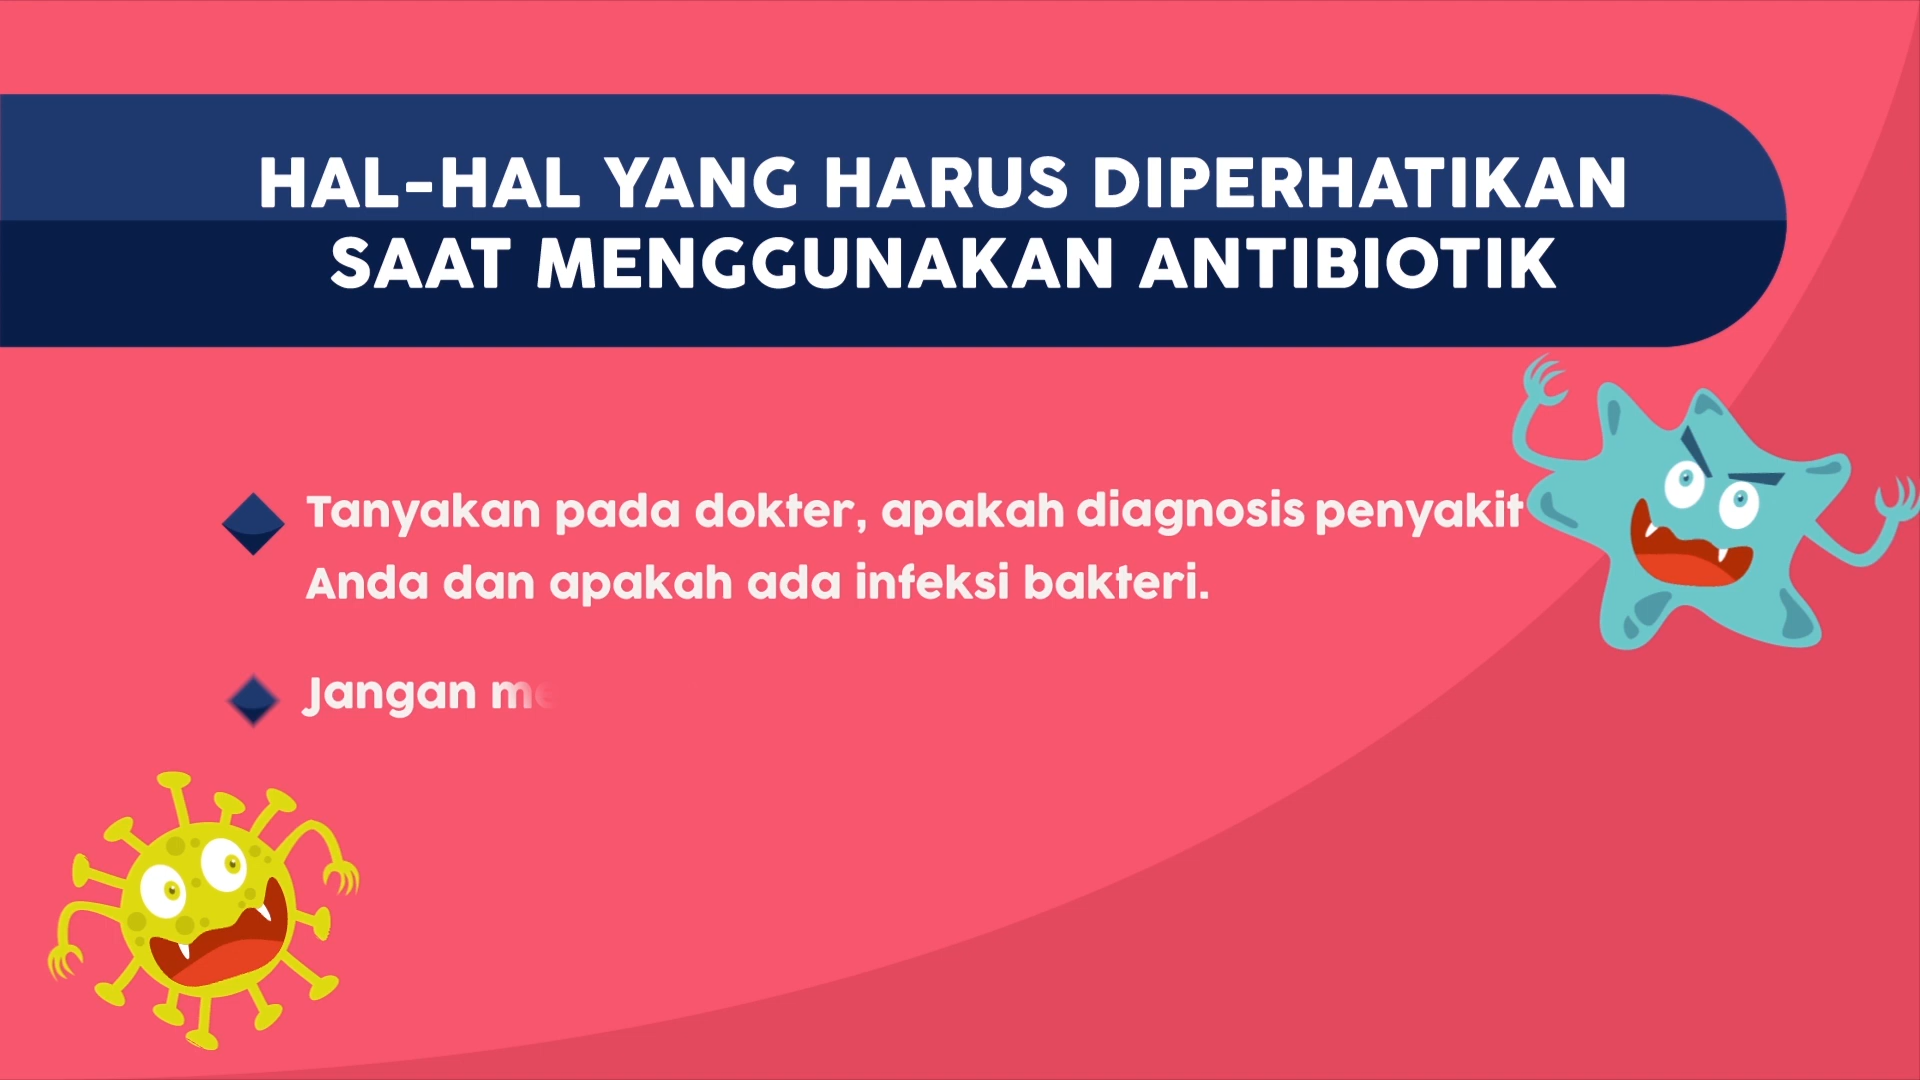 HAL-HAL YANG HARUS DIPERHATIKAN
SAAT MENGGUNAKAN ANTIBIOTIK
Tanyakan pada dokter, apakah diagnosis penyakit
Anda dan apakah ada infeksi bakteri.
Jangan